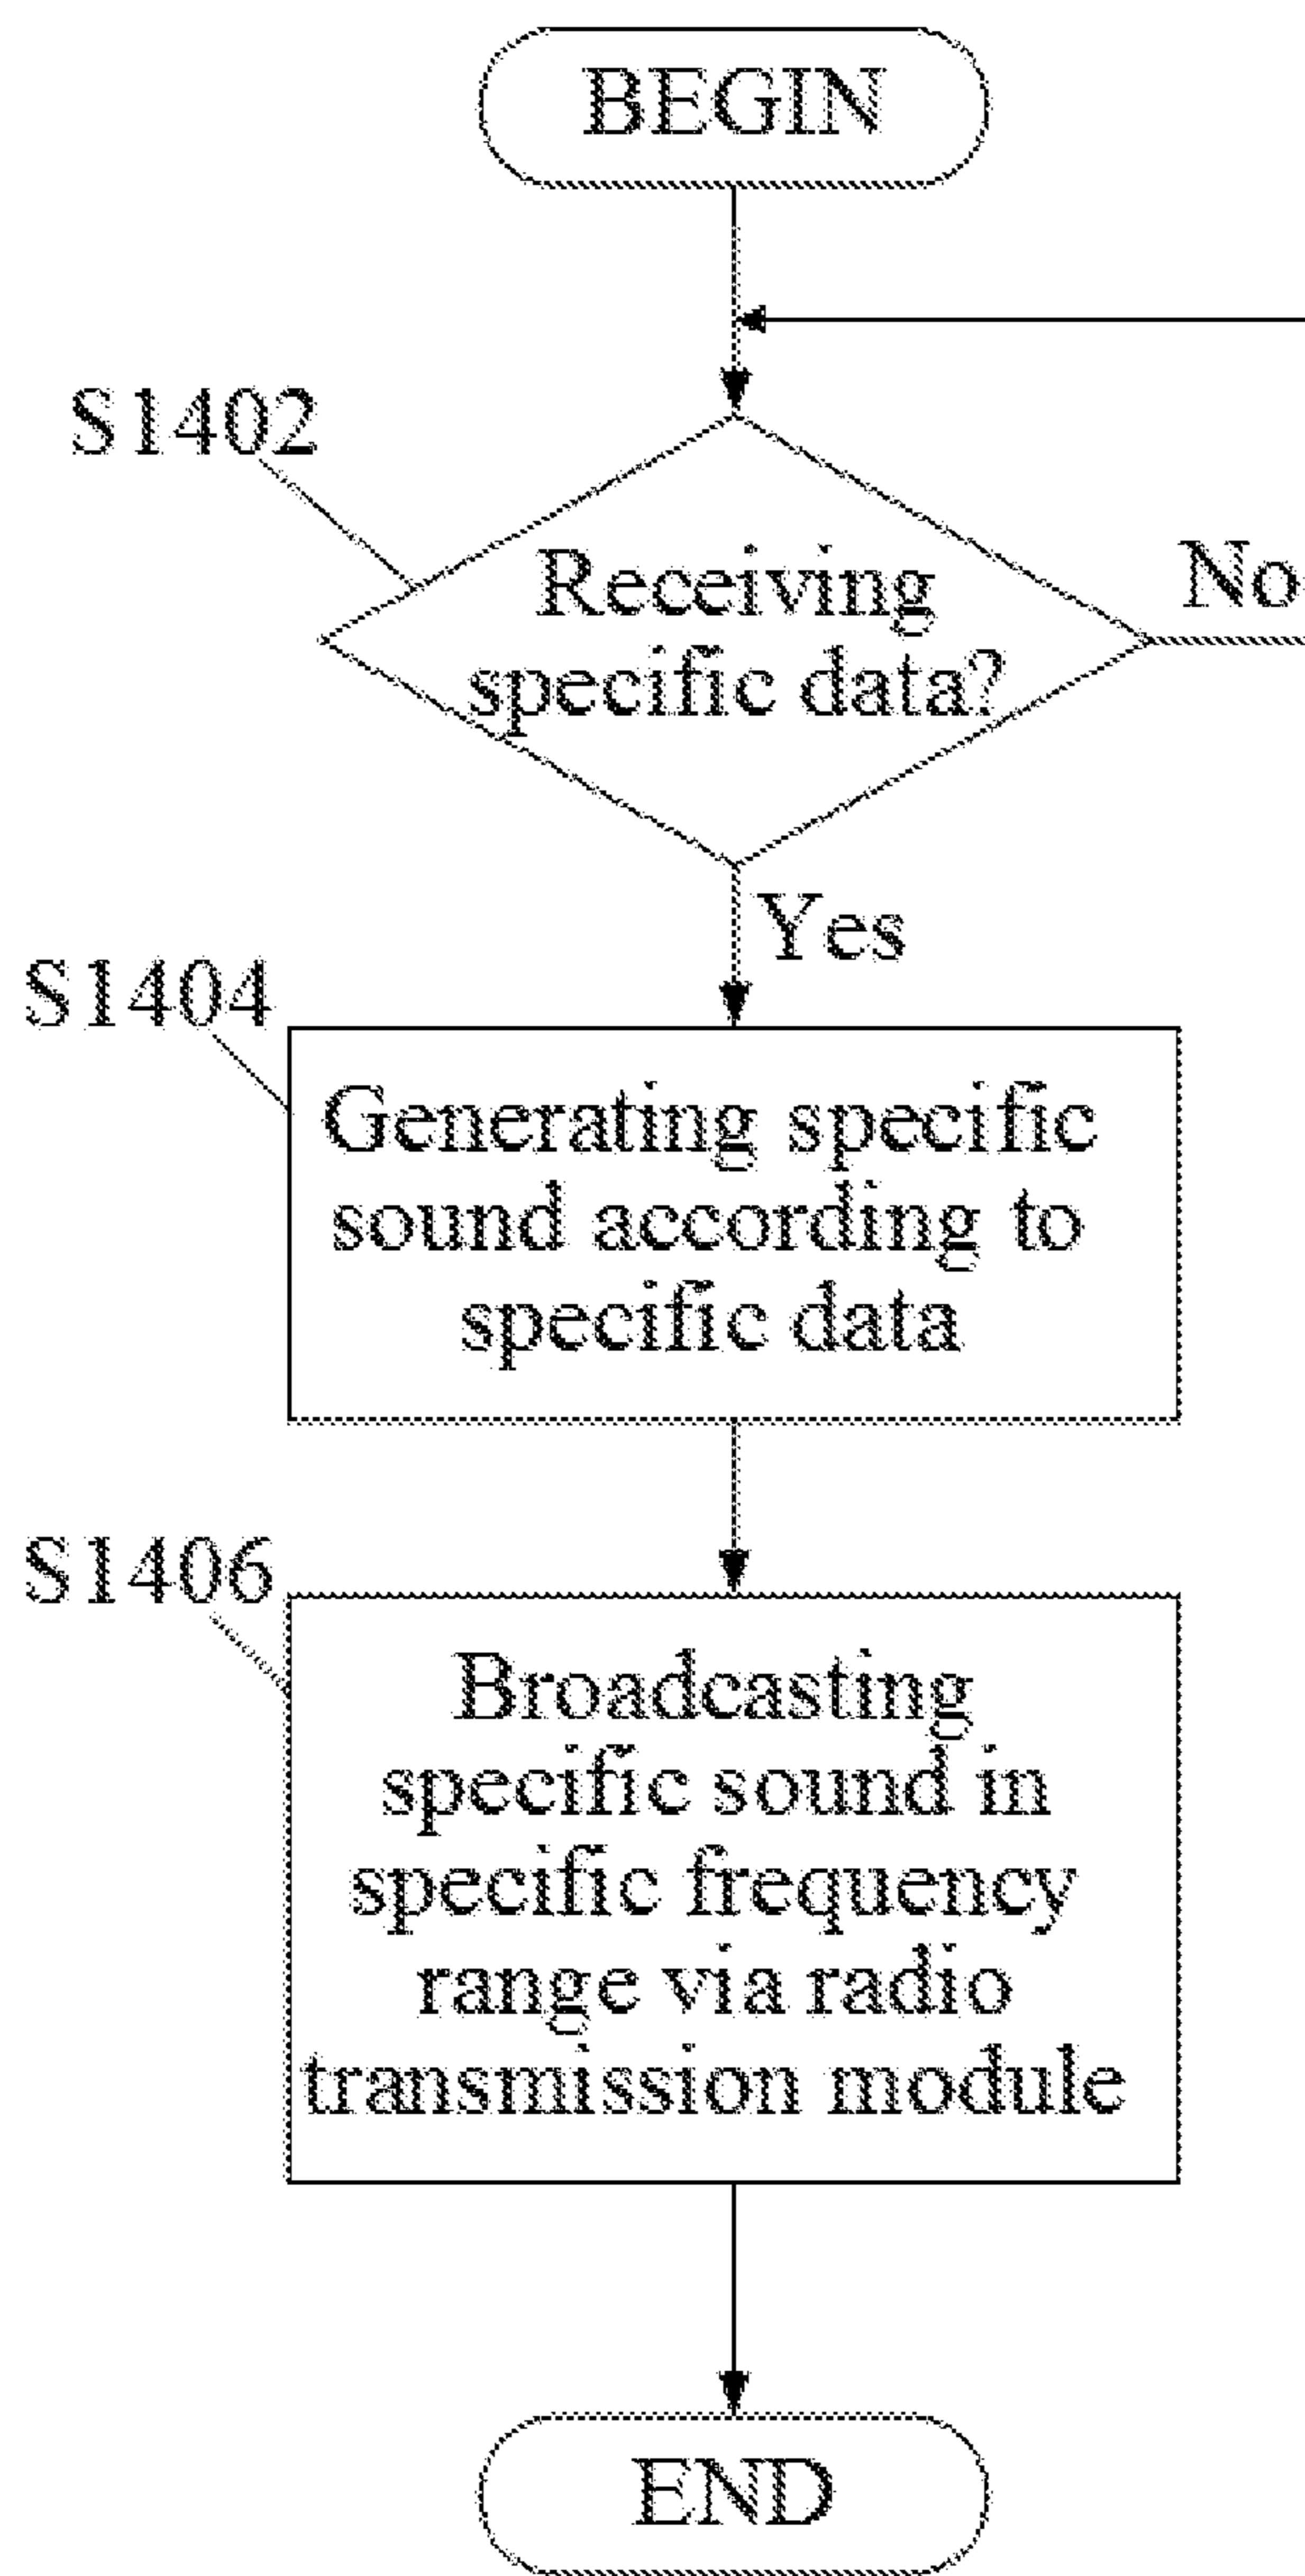 BEGIN
S1402
Receiving
specific data?
No
Yes
S1404
Generating specific
sound according to
specific data
S1406
Broadcasting
specific sound in
specific frequency
range via radio
transmission module
END